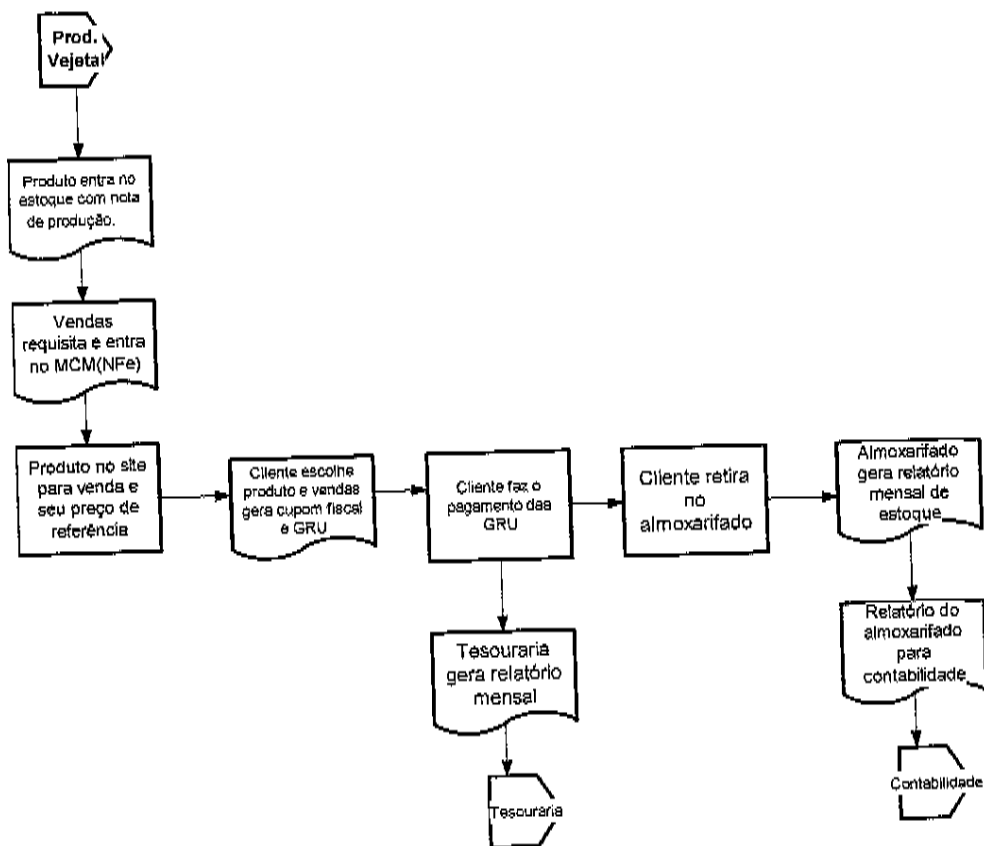 Prod.
Vejetal
Produto entra no
estoque com nota
de produção.
Vendas
requisita e entra
no MCM(NFe)
Produto no site
para venda e
seu preço de
referência
Cliente escolhe
produto e vendas
gera cupom fiscal
e GRU
Cliente faz o
pagamento das
GRU
Cliente retira
no
almoxarifado
Almoxarifado
gera relatório
mensal de
estoque
Tesouraria
gera relatório
mensal
Relatório do
almoxarifado
para
contabilidade
Tesouraria
Contabilidade